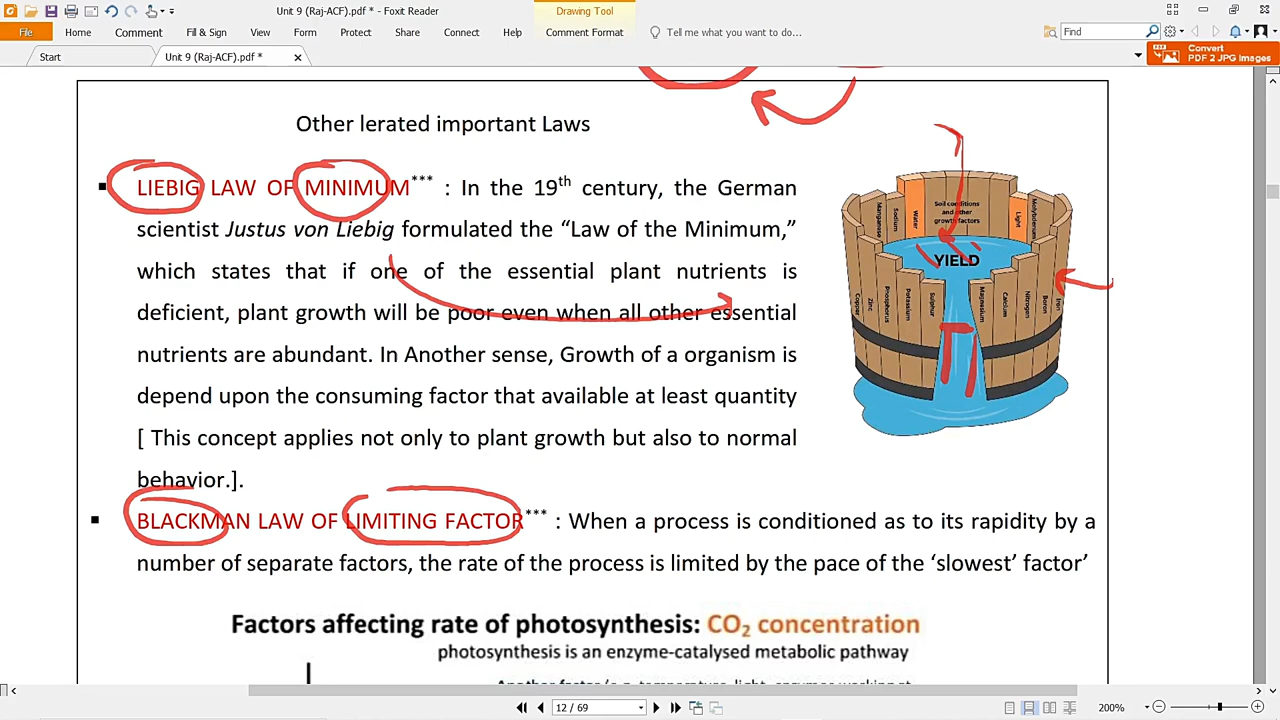 Unit 9 (Raj-ACF).pdf * - Foxit Reader
Drawing Tool
File Home Comment View Form Protect Share Connect Help Fill & Sign Comment Format Tell me what you want to do... Find
Start Unit 9 (Raj-ACF).pdf *
Convert
PDF 2 JPG Images
Other lerated important Laws
LIEBIG LAW OF MINIMUM*** : In the 19th century, the German
scientist Justus von Liebig formulated the “Law of the Minimum,”
which states that if one of the essential plant nutrients is
deficient, plant growth will be poor even when all other essential
nutrients are abundant. In Another sense, Growth of a organism is
depend upon the consuming factor that available at least quantity
[ This concept applies not only to plant growth but also to normal
behavior.].
Manganese
Sodium
Water
Soil conditions
and other
growth factors
Light
Molybdenum
YIELD
Copper
Zinc
Phosphorus
Potassium
Sulphur
Magnesium
Calcium
Nitrogen
Boron
Iron
BLACKMAN LAW OF LIMITING FACTOR*** : When a process is conditioned as to its rapidity by a
number of separate factors, the rate of the process is limited by the pace of the ‘slowest’ factor’
Factors affecting rate of photosynthesis: CO₂ concentration
photosynthesis is an enzyme-catalysed metabolic pathway
12 / 69
200%